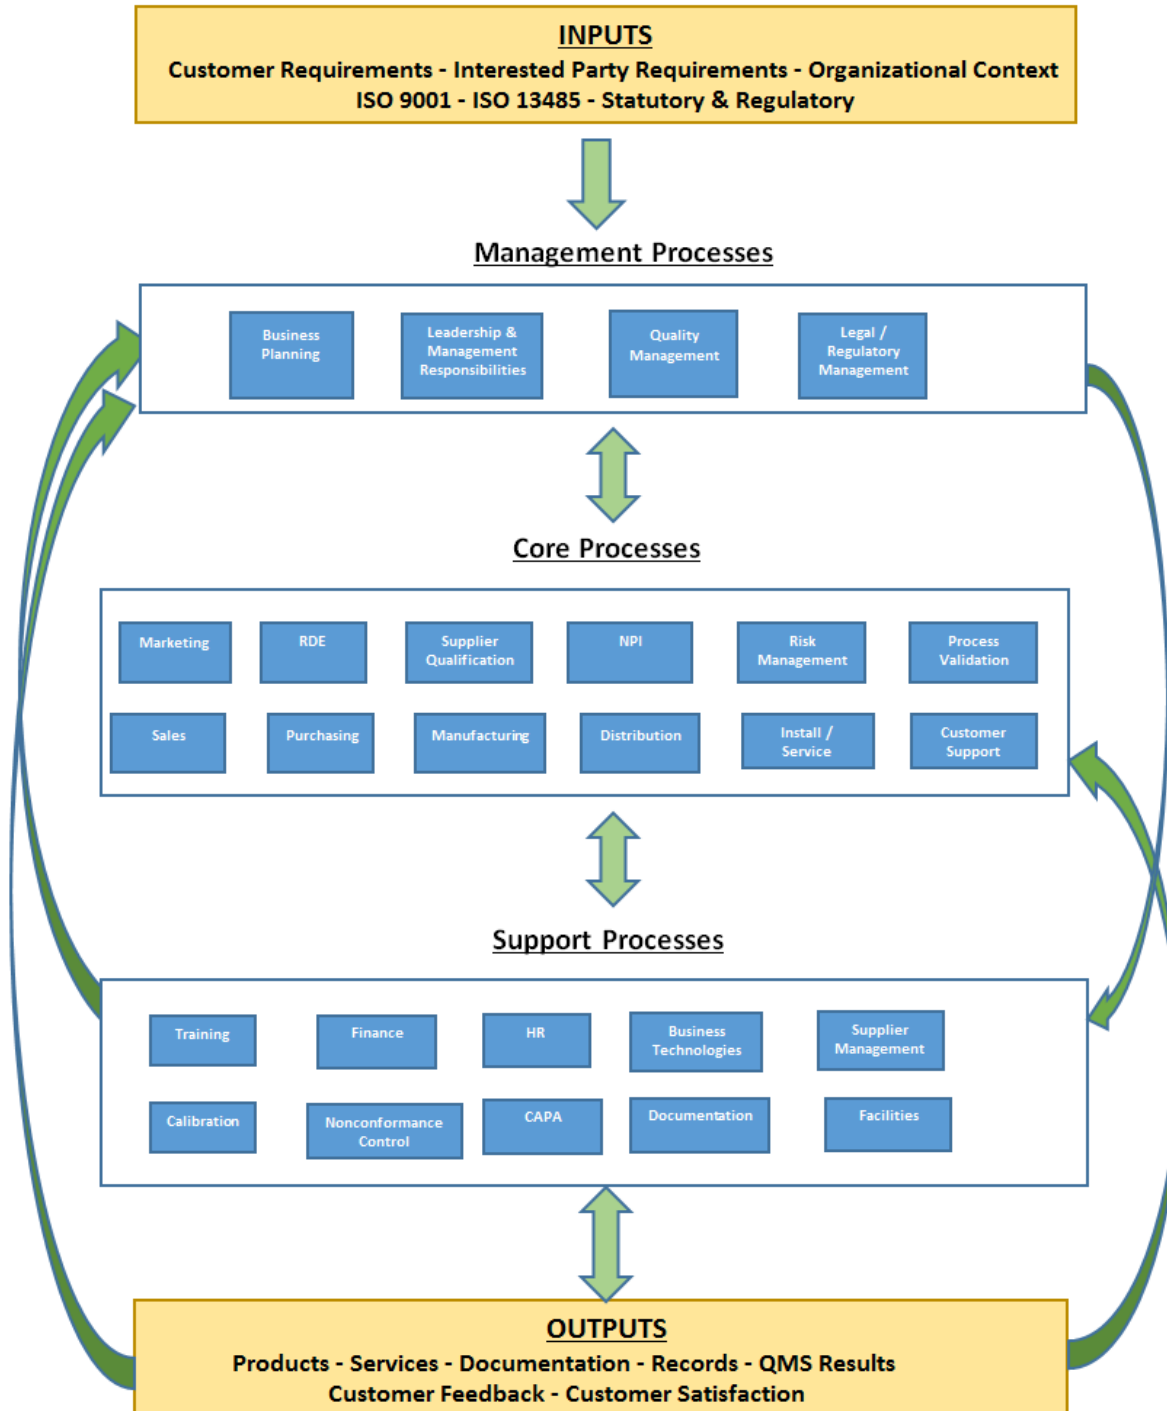 INPUTS
Customer Requirements - Interested Party Requirements - Organizational Context
ISO 9001 - ISO 13485 - Statutory & Regulatory
Management Processes
Business
Planning
Leadership &
Management
Responsibilities
Quality
Management
Legal /
Regulatory
Management
Core Processes
Marketing
RDE
Supplier
Qualification
NPI
Risk
Management
Process
Validation
Sales
Purchasing
Manufacturing
Distribution
Install /
Service
Customer
Support
Support Processes
Training
Finance
HR
Business
Technologies
Supplier
Management
Calibration
Nonconformance
Control
CAPA
Documentation
Facilities
OUTPUTS
Products - Services - Documentation - Records - QMS Results
Customer Feedback - Customer Satisfaction